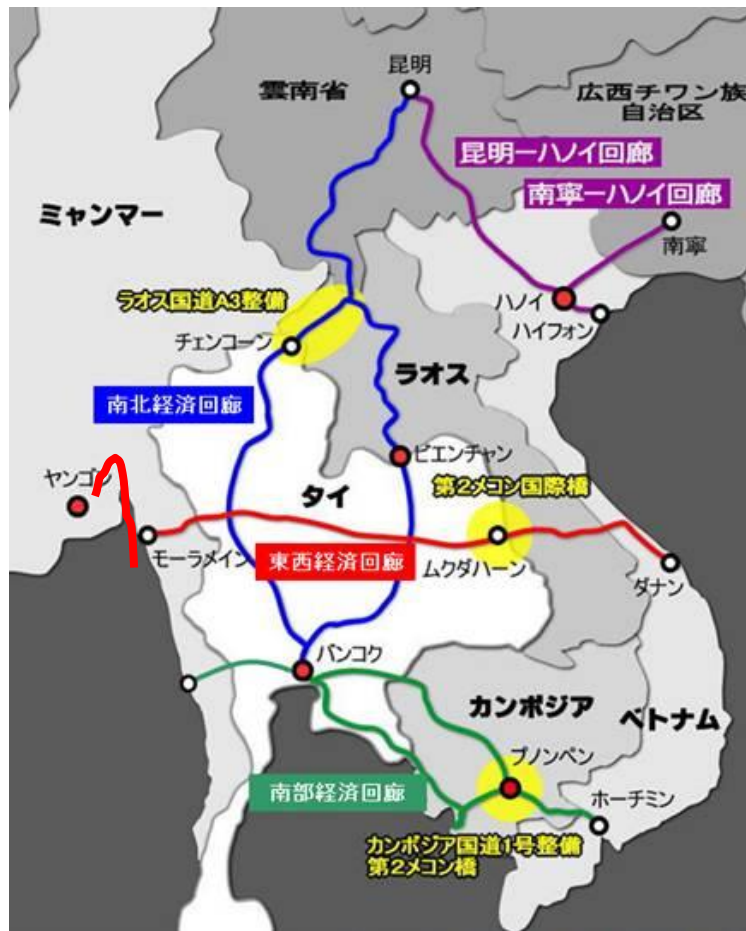 昆明
雲南省
広西チワン族
自治区
昆明ーハノイ回廊
南寧ーハノイ回廊
ミャンマー
南寧
ラオス国道A3整備
ハノイ
ハイフォン
チェンコーン
ラオス
南北経済回廊
ビエンチャン
ヤンゴン
タイ
第2メコン国際橋
モーラメイン
東西経済回廊
ムクダハーン
ダナン
バンコク
カンボジア
ベトナム
プノンペン
南部経済回廊
ホーチミン
カンボジア国道1号整備
第2メコン橋